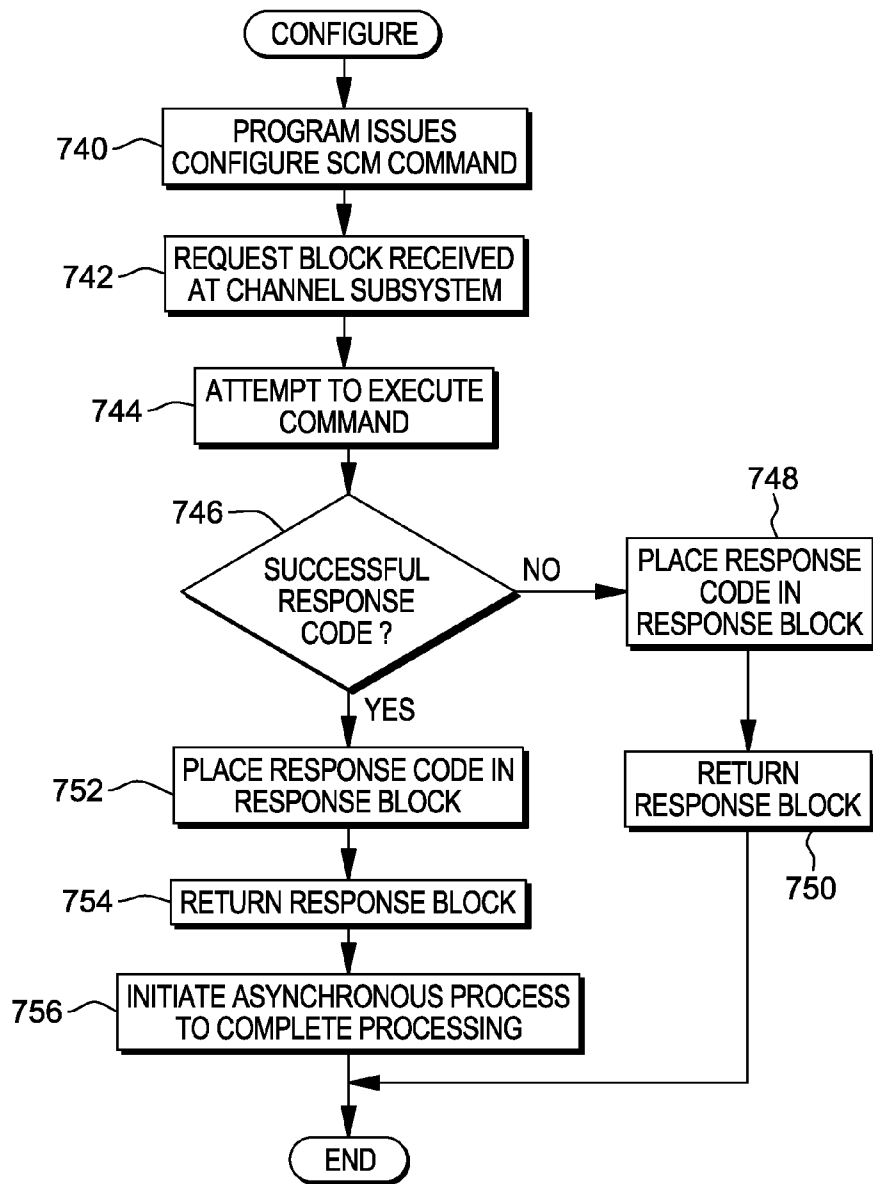 CONFIGURE
740
PROGRAM ISSUES
CONFIGURE SCM COMMAND
742
REQUEST BLOCK RECEIVED
AT CHANNEL SUBSYSTEM
744
ATTEMPT TO EXECUTE
COMMAND
746
SUCCESSFUL
RESPONSE
CODE ?
NO
748
PLACE RESPONSE
CODE IN
RESPONSE BLOCK
RETURN
RESPONSE BLOCK
750
YES
752
PLACE RESPONSE CODE IN
RESPONSE BLOCK
754
RETURN RESPONSE BLOCK
756
INITIATE ASYNCHRONOUS PROCESS
TO COMPLETE PROCESSING
END